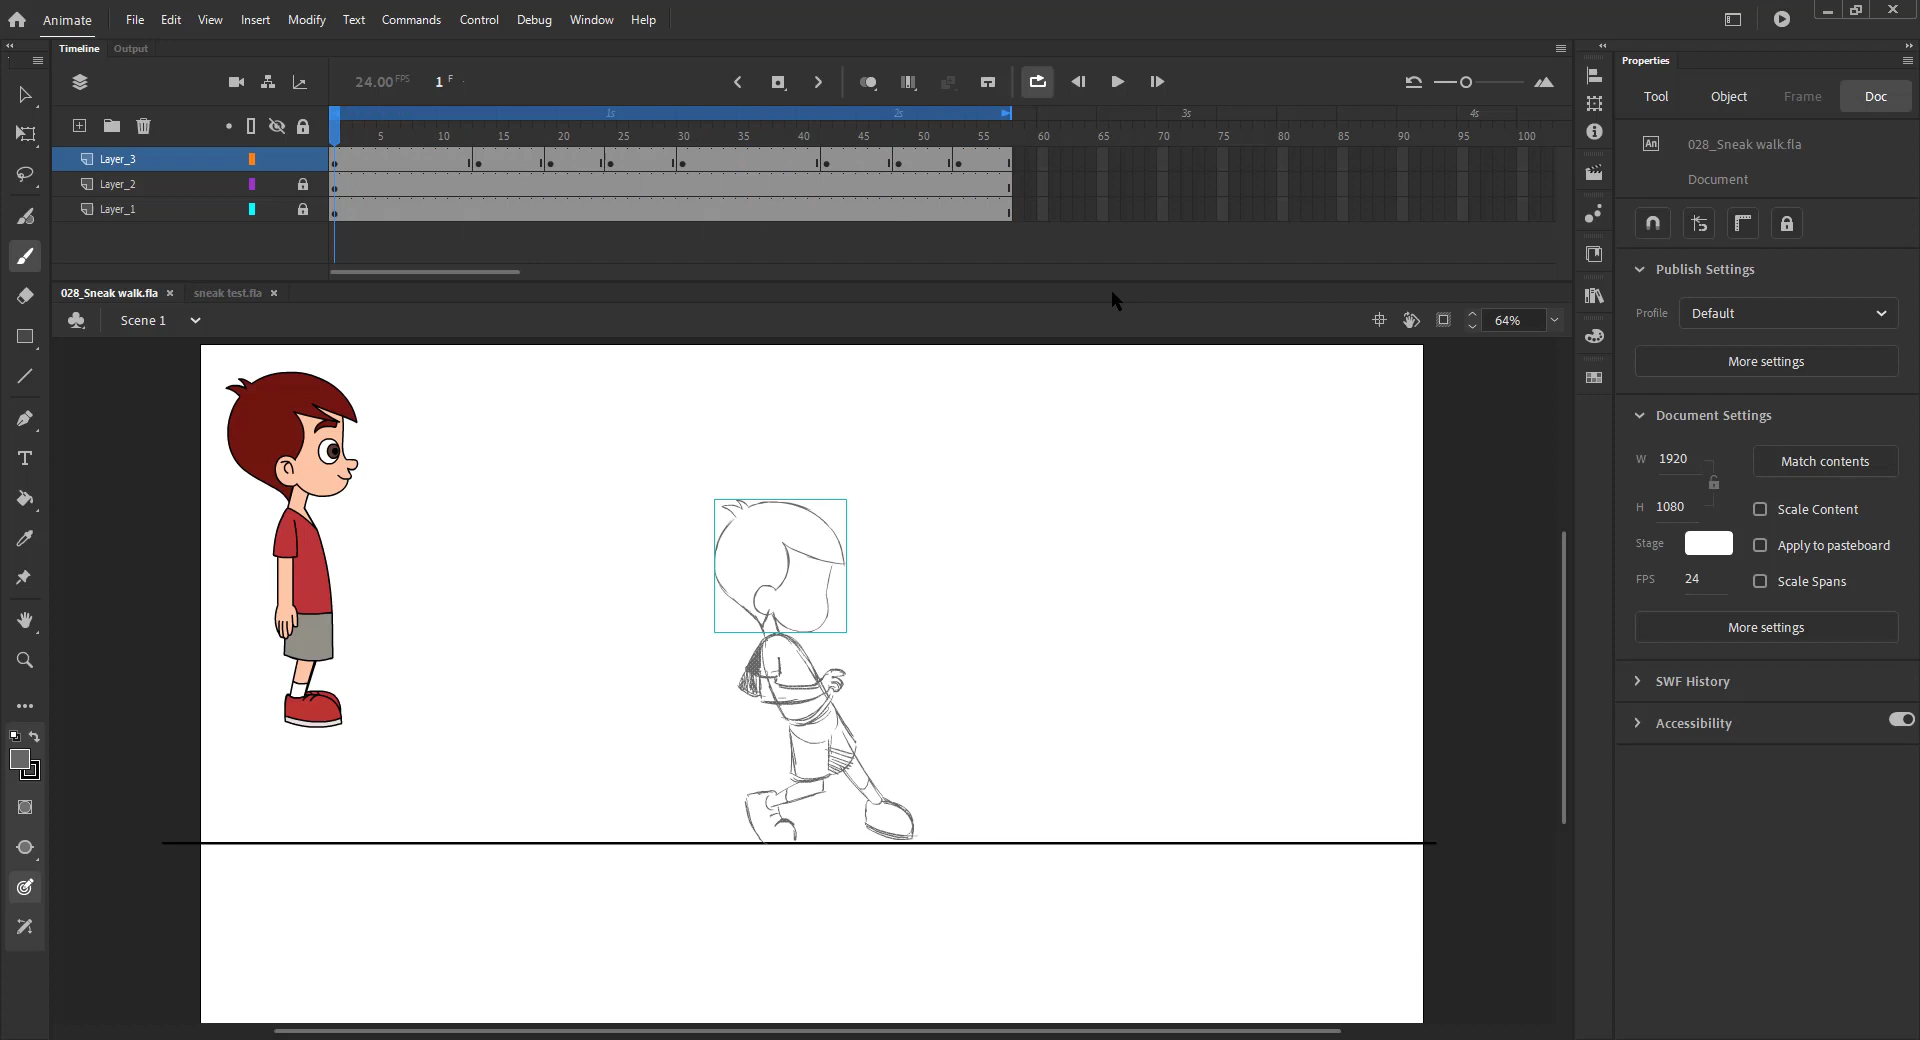 Animate File Edit View Insert Modify Text Commands Control Debug Window Help
Timeline Output
Properties
24.00 FPS 1 F
Tool Object Frame Doc
1s 2s 3s 4s
5 10 15 20 25 30 35 40 45 50 55 60 65 70 75 80 85 90 95 100
Layer_3
Layer_2
Layer_1
An 028_Sneak walk.fla
Document
Publish Settings
028_Sneak walk.fla × sneak test.fla ×
Scene 1
64%
Profile Default
More settings
Document Settings
W 1920
Match contents
H 1080
Scale Content
Stage
Apply to pasteboard
FPS 24
Scale Spans
More settings
SWF History
Accessibility